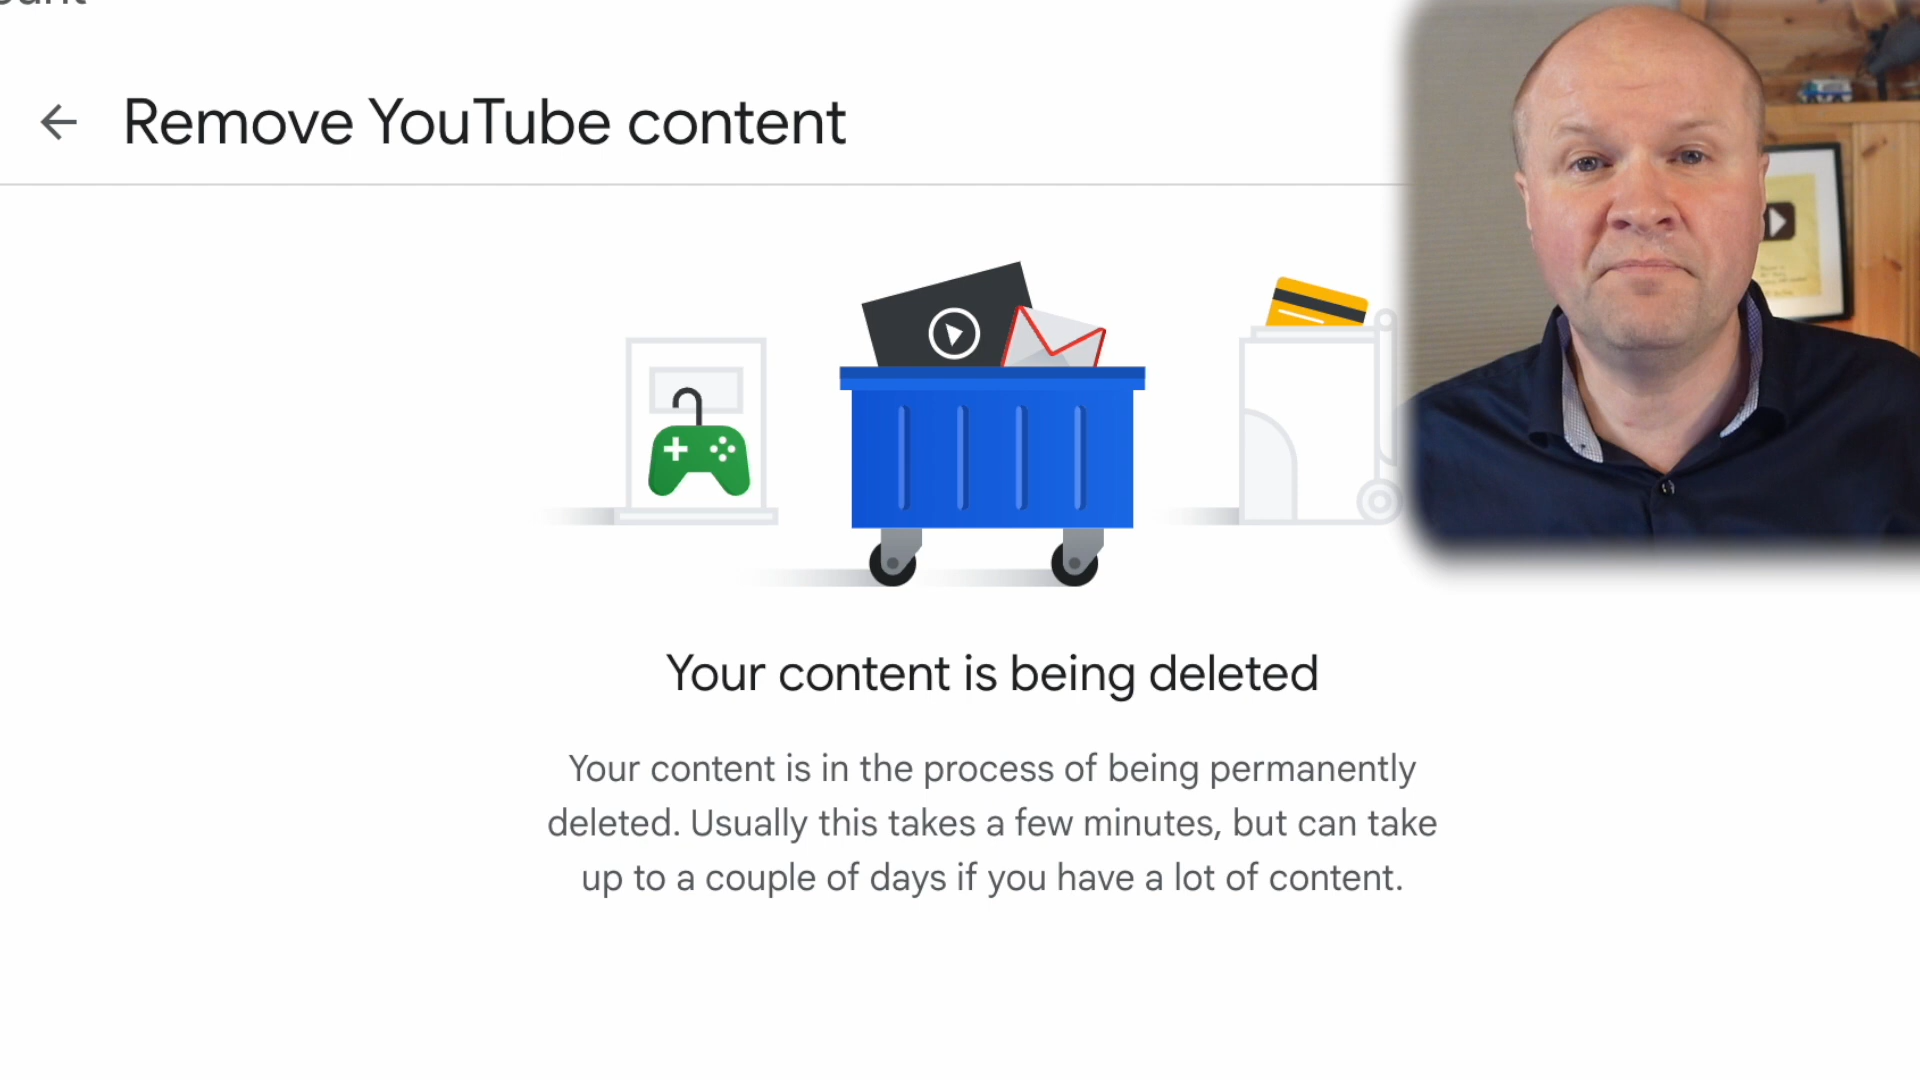 Remove YouTube content
Your content is being deleted
Your content is in the process of being permanently
deleted. Usually this takes a few minutes, but can take
up to a couple of days if you have a lot of content.